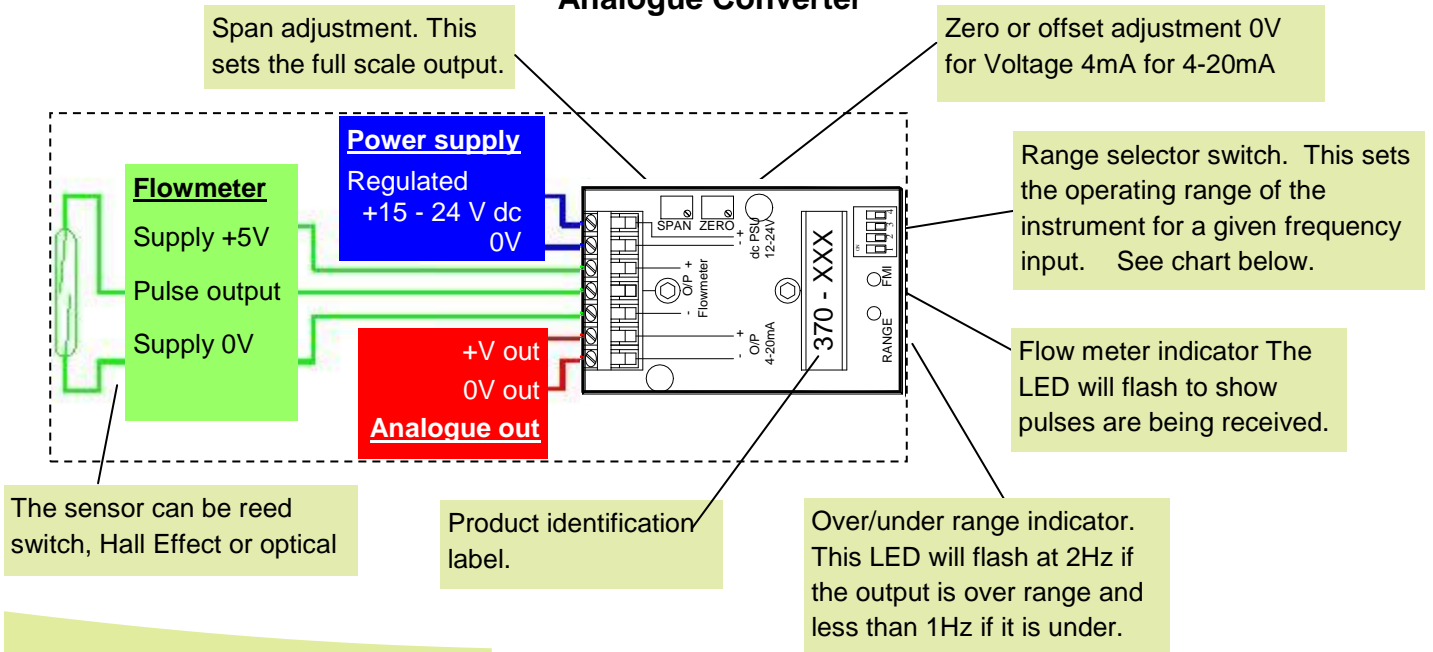 Analogue Converter
Span adjustment. This
sets the full scale output.
Zero or offset adjustment 0V
for Voltage 4mA for 4-20mA
Power supply
Regulated
+15 - 24 V dc
0V
Flowmeter
Supply +5V
Pulse output
Supply 0V
+V out
0V out
Analogue out
SPAN ZERO
- +
dc PSU
12-24V
- O/P +
Flowmeter
- +
O/P
4-20mA
370 - XXX
ON
1 2 3 4
FMI
RANGE
Range selector switch. This sets
the operating range of the
instrument for a given frequency
input. See chart below.
Flow meter indicator The
LED will flash to show
pulses are being received.
The sensor can be reed
switch, Hall Effect or optical
Product identification
label.
Over/under range indicator.
This LED will flash at 2Hz if
the output is over range and
less than 1Hz if it is under.